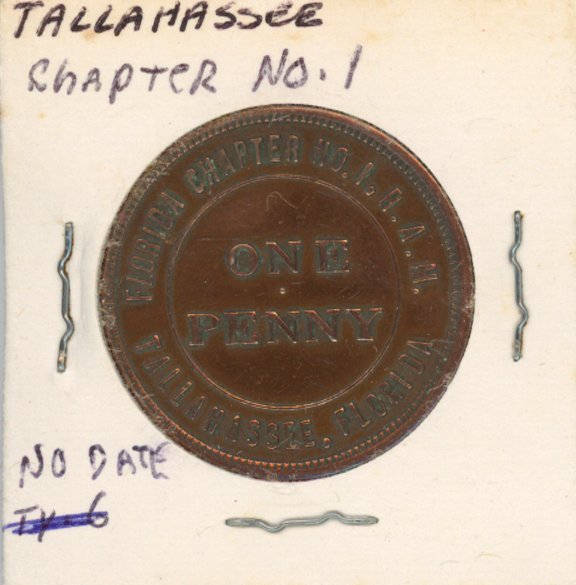 TALLAHASSEE
CHAPTER NO. 1
FLORIDA CHAPTER NO. 1. R. A. M.
ONE
PENNY
TALLAHASSEE, FLORIDA
NO DATE